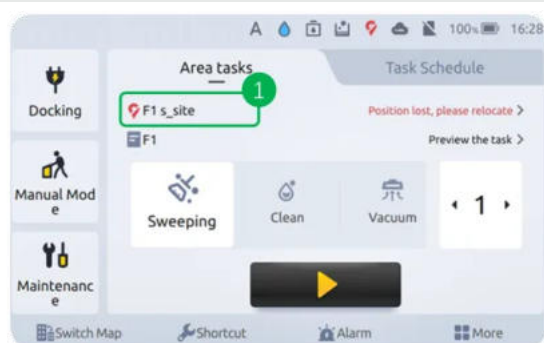 A 100% 16:28
Area tasks Task Schedule
1
Docking
F1 s_site Position lost, please relocate >
F1 Preview the task >
Manual Mod
e
Sweeping Clean Vacuum 1
Maintenanc
e
Switch Map Shortcut Alarm More